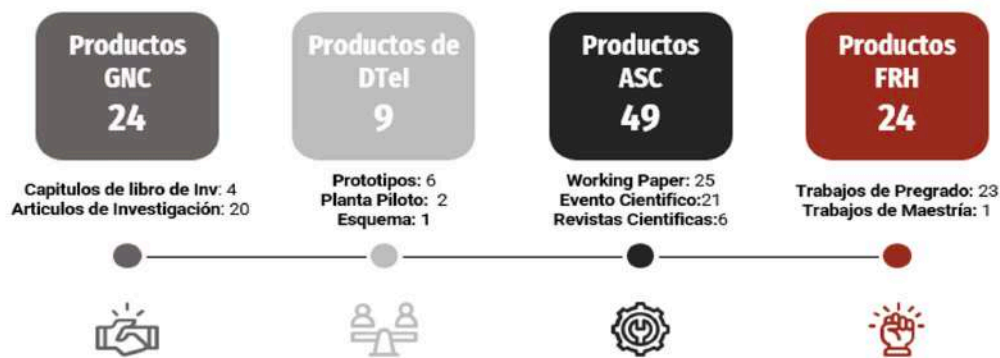 Productos
GNC
24
Capitulos de libro de Inv: 4
Articulos de Investigación: 20
Productos de
DTeI
9
Prototipos: 6
Planta Piloto: 2
Esquema: 1
Productos
ASC
49
Working Paper: 25
Evento Cientifico:21
Revistas Cientificas:6
Productos
FRH
24
Trabajos de Pregrado: 23
Trabajos de Maestría: 1